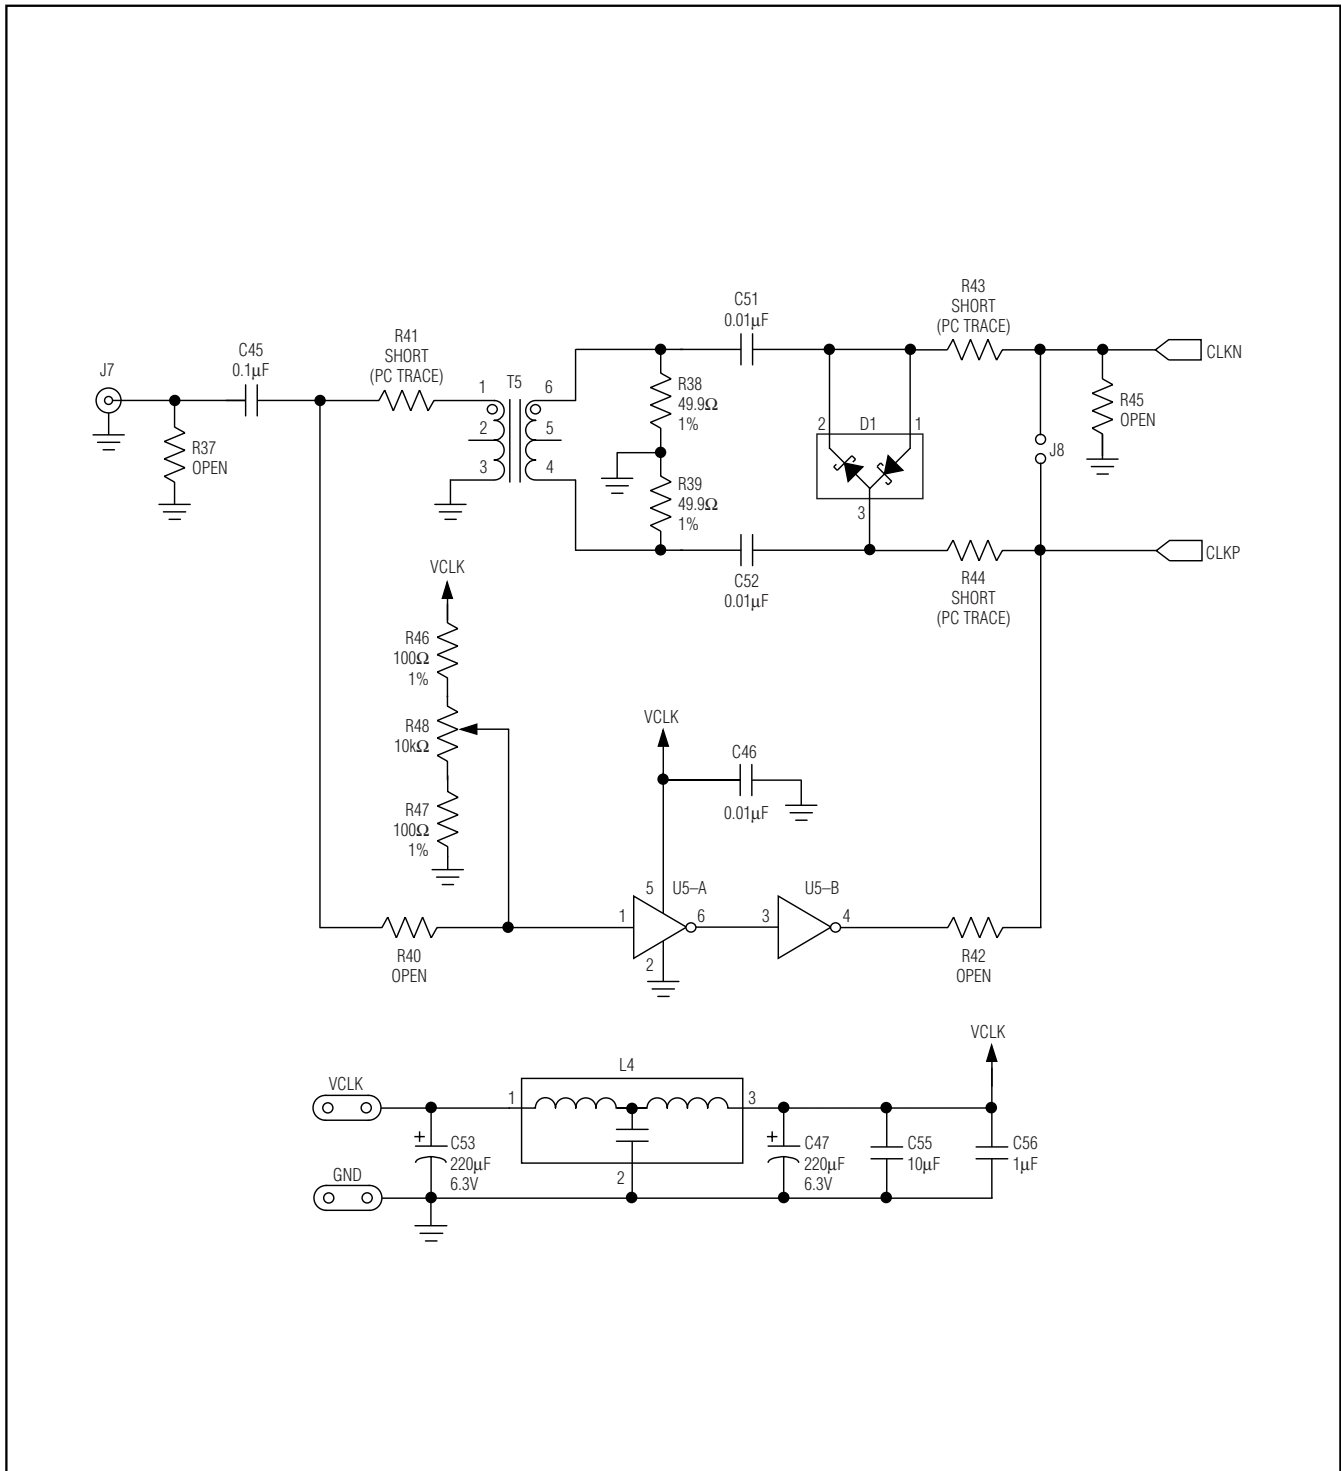 J7
R37
OPEN
C45
0.1µF
R41
SHORT
(PC TRACE)
1
T5
6
2
5
3
4
R38
49.9Ω
1%
R39
49.9Ω
1%
C51
0.01µF
C52
0.01µF
2
D1
1
3
R43
SHORT
(PC TRACE)
R44
SHORT
(PC TRACE)
CLKN
R45
OPEN
J8
CLKP
VCLK
R46
100Ω
1%
R48
10kΩ
R47
100Ω
1%
VCLK
C46
0.01µF
R40
OPEN
5
U5–A
1
6
2
U5–B
3
4
R42
OPEN
VCLK
GND
C53
220µF
6.3V
+
L4
1
3
2
+
C47
220µF
6.3V
C55
10µF
VCLK
C56
1µF